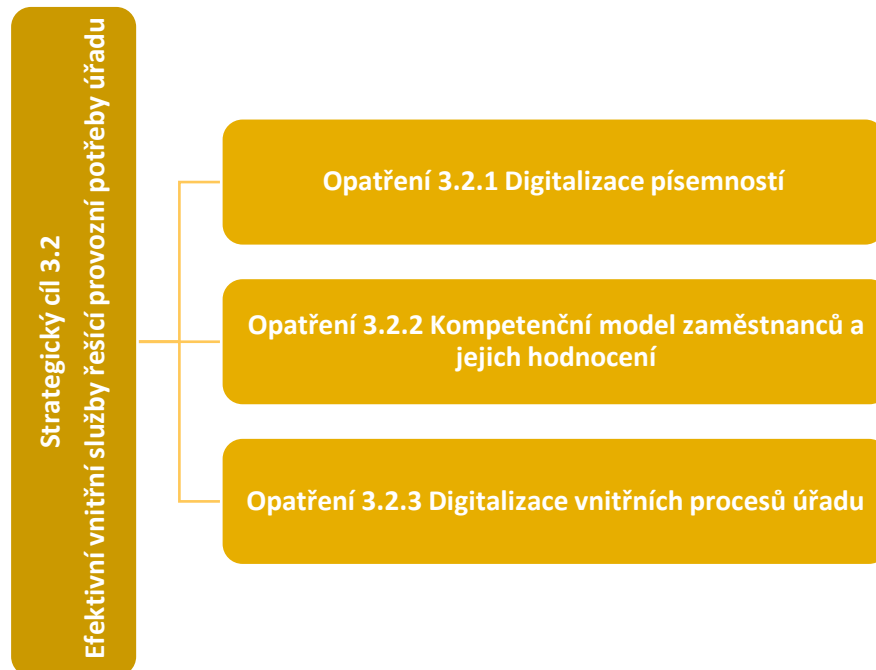 Strategický cíl 3.2
Efektivní vnitřní služby řešící provozní potřeby úřadu
Opatření 3.2.1 Digitalizace písemností
Opatření 3.2.2 Kompetenční model zaměstnanců a
jejich hodnocení
Opatření 3.2.3 Digitalizace vnitřních procesů úřadu